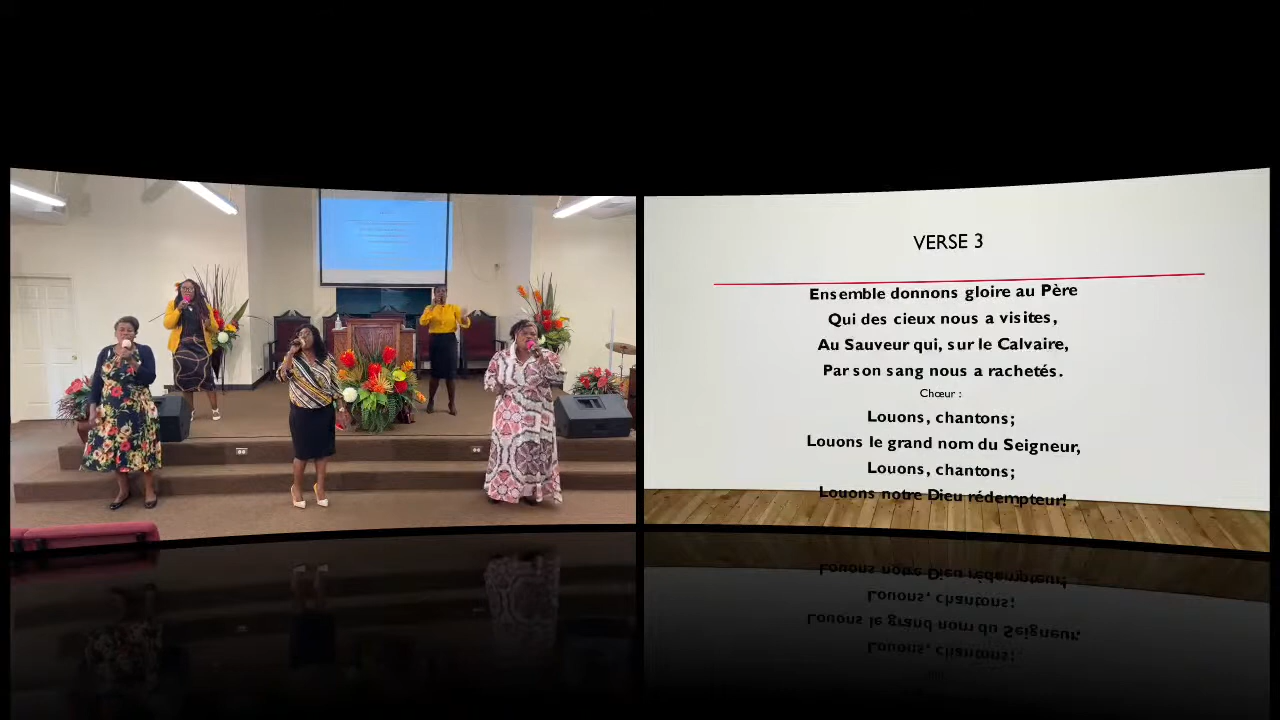 VERSE 3
Ensemble donnons gloire au Père
Qui des cieux nous a visites,
Au Sauveur qui, sur le Calvaire,
Par son sang nous a rachetés.
Chœur :
Louons, chantons;
Louons le grand nom du Seigneur,
Louons, chantons;
Louons notre Dieu rédempteur!